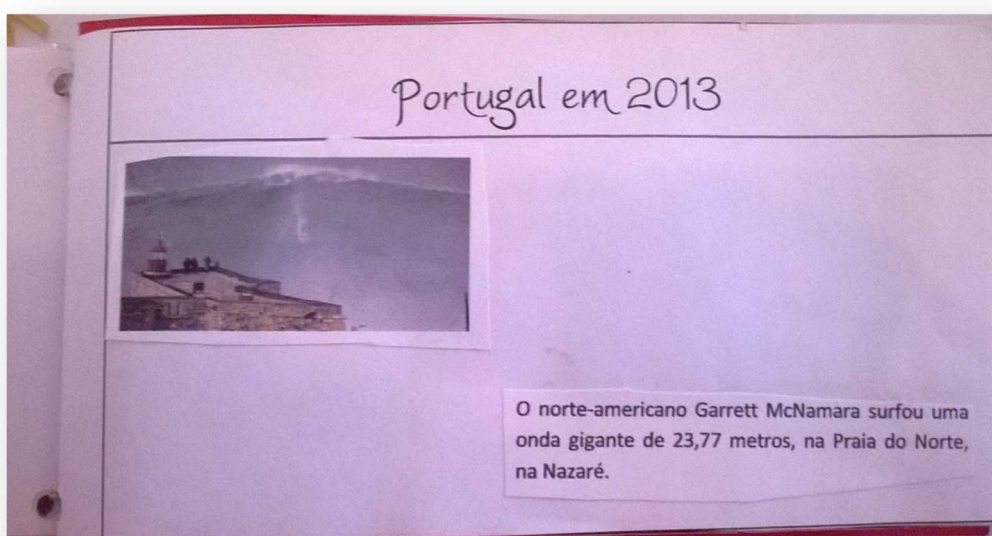 Portugal em 2013
O norte-americano Garrett McNamara surfou uma
onda gigante de 23,77 metros, na Praia do Norte,
na Nazaré.